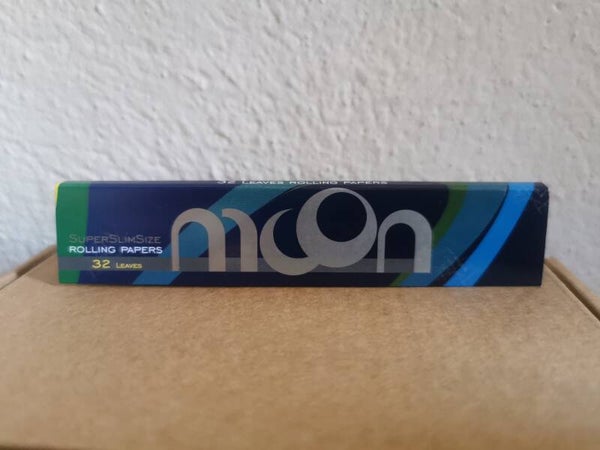 32 Leaves Rolling Papers
SuperSlimSize
ROLLING PAPERS
32 Leaves
moon